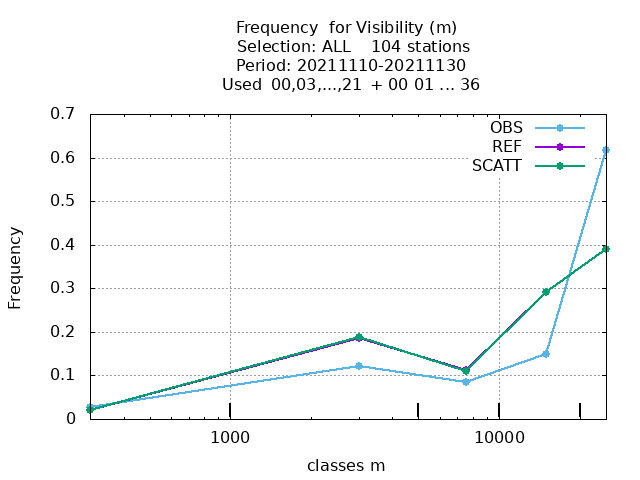 Frequency  for Visibility (m)
Selection: ALL    104 stations
Period: 20211110-20211130
Used  00,03,...,21  + 00 01 ... 36
OBS
REF
SCATT
0.7
0.6
0.5
0.4
0.3
0.2
0.1
0
Frequency
1000
10000
classes m